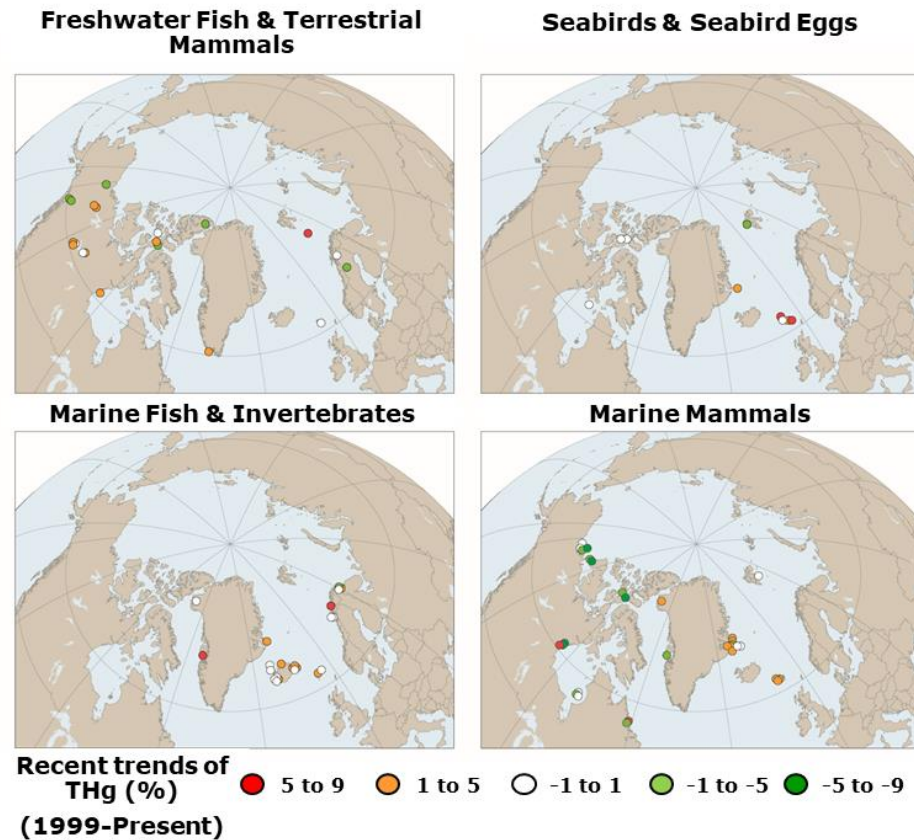 Freshwater Fish & Terrestrial
Mammals
Seabirds & Seabird Eggs
Marine Fish & Invertebrates
Marine Mammals
Recent trends of
THg (%)
(1999-Present)
5 to 9
1 to 5
-1 to 1
-1 to -5
-5 to -9